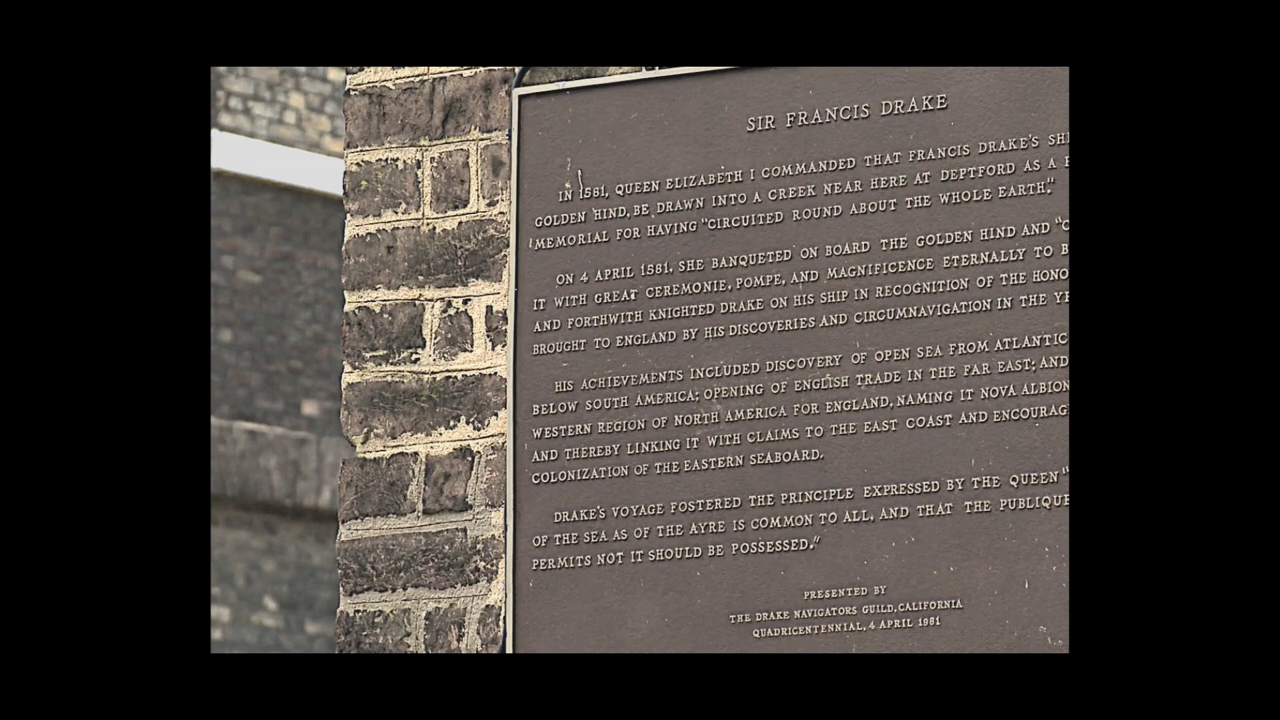 SIR FRANCIS DRAKE
IN 1581, QUEEN ELIZABETH I COMMANDED THAT FRANCIS DRAKE'S
GOLDEN HIND, BE DRAWN INTO A CREEK NEAR HERE AT DEPTFORD AS A
MEMORIAL FOR HAVING "CIRCUITED ROUND ABOUT THE WHOLE EARTH."
ON 4 APRIL 1581, SHE BANQUETED ON BOARD THE GOLDEN HIND AND
IT WITH GREAT CEREMONIE, POMPE, AND MAGNIFICENCE ETERNALLY TO
AND FORTHWITH KNIGHTED DRAKE ON HIS SHIP IN RECOGNITION OF THE
BROUGHT TO ENGLAND BY HIS DISCOVERIES AND CIRCUMNAVIGATION IN THE
HIS ACHIEVEMENTS INCLUDED DISCOVERY OF OPEN SEA FROM ATLANTIC
BELOW SOUTH AMERICA; OPENING OF ENGLISH TRADE IN THE FAR EAST; AND
WESTERN REGION OF NORTH AMERICA FOR ENGLAND, NAMING IT NOVA ALBION
AND THEREBY LINKING IT WITH CLAIMS TO THE EAST COAST AND
COLONIZATION OF THE EASTERN SEABOARD.
DRAKE'S VOYAGE FOSTERED THE PRINCIPLE EXPRESSED BY THE QUEEN "
OF THE SEA AS OF THE AYRE IS COMMON TO ALL, AND THAT THE PUBLIQUE
PERMITS NOT IT SHOULD BE POSSESSED."
PRESENTED BY
THE DRAKE NAVIGATORS GUILD, CALIFORNIA
QUADRICENTENNIAL, 4 APRIL 1981